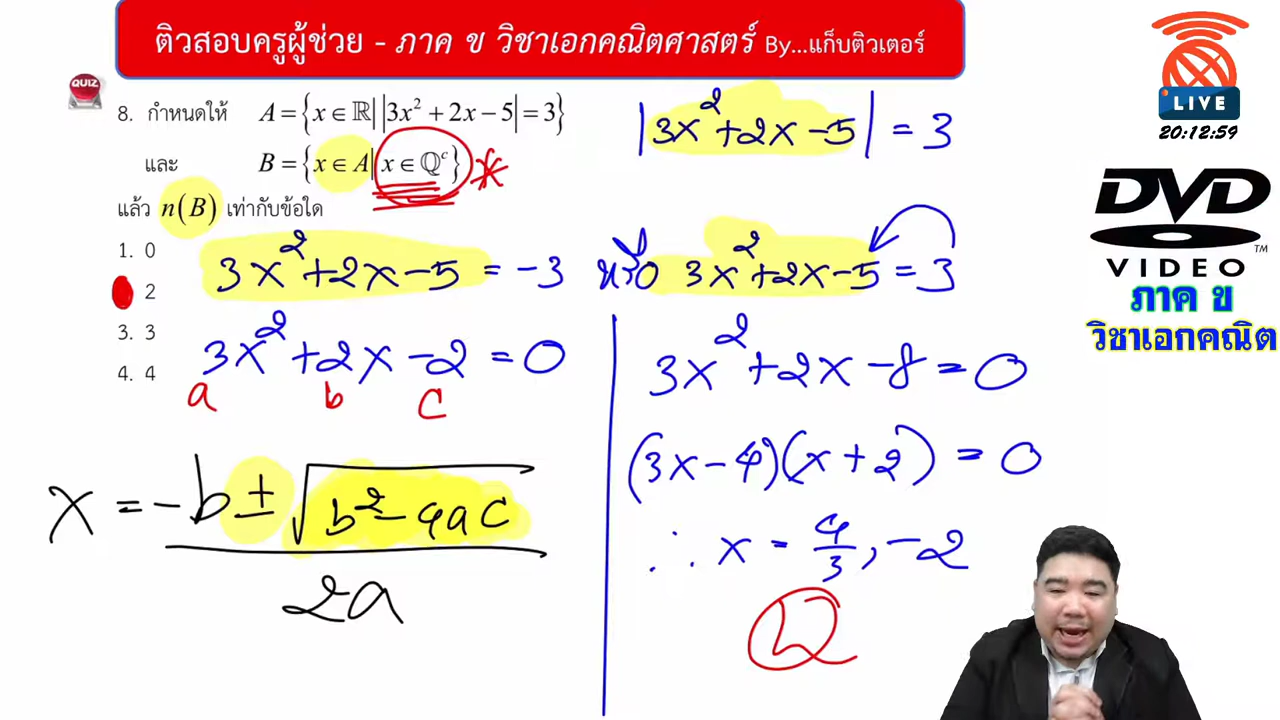 ติวสอบครูผู้ช่วย - ภาค ข วิชาเอกคณิตศาสตร์ By...แก็บติวเตอร์
QUIZ
LIVE
20:12:59
8. กำหนดให้ A = {x ∈ ℝ| |3x² + 2x − 5| = 3}
|3x² + 2x − 5| = 3
และ B = {x ∈ A| x ∈ ℚᶜ}
แล้ว n(B) เท่ากับข้อใด
1. 0
2
3. 3
4. 4
3x² + 2x − 5 = −3
3x² + 2x − 5 = 3
3x² + 2x − 2 = 0
a b c
x = −b ± √b² − 4ac
2a
3x² + 2x − 8 = 0
(3x − 4)(x + 2) = 0
∴ x = 4/3, −2
Q
DVD
TM
VIDEO
ภาค ข
วิชาเอกคณิต